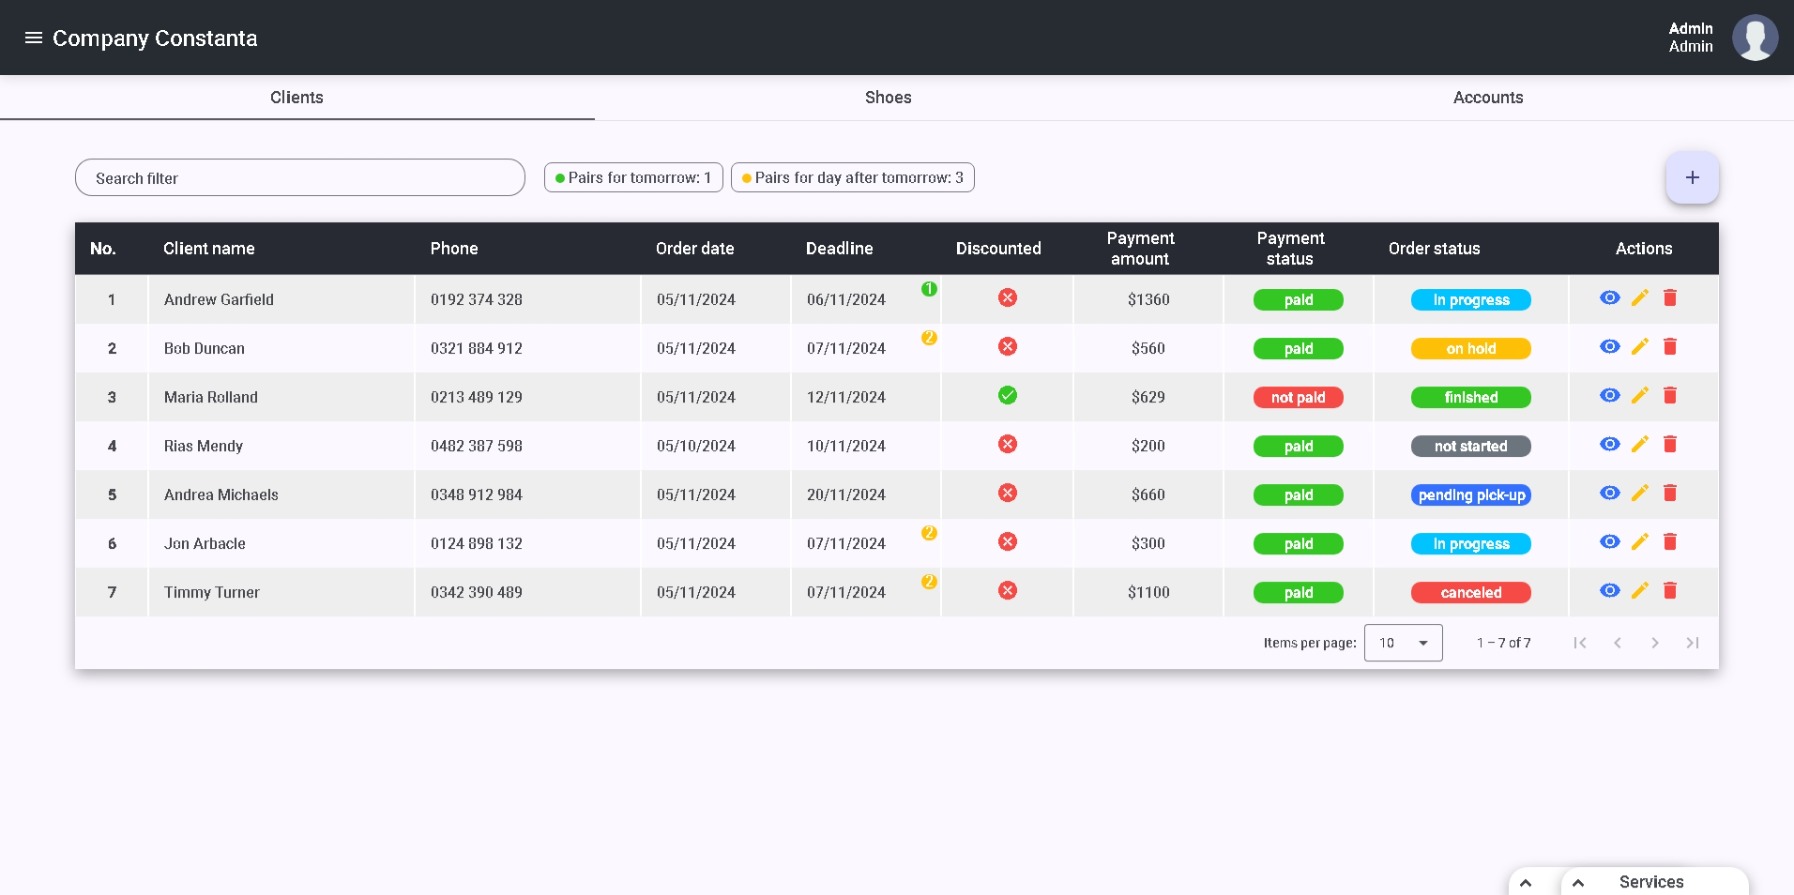 Company Constanta
Admin
Admin
Clients Shoes Accounts
Search filter Pairs for tomorrow: 1 Pairs for day after tomorrow: 3 +
No. Client name Phone Order date Deadline Discounted Payment amount Payment status Order status Actions
1 Andrew Garfield 0192 374 328 05/11/2024 06/11/2024 1 $1360 paid In progress
2 Bob Duncan 0321 884 912 05/11/2024 07/11/2024 2 $560 paid on hold
3 Maria Rolland 0213 489 129 05/11/2024 12/11/2024 $629 not paid finished
4 Rias Mendy 0482 387 598 05/10/2024 10/11/2024 $200 paid not started
5 Andrea Michaels 0348 912 984 05/11/2024 20/11/2024 $660 paid pending pick-up
6 Jon Arbacle 0124 898 132 05/11/2024 07/11/2024 2 $300 paid In progress
7 Timmy Turner 0342 390 489 05/11/2024 07/11/2024 2 $1100 paid canceled
Items per page: 10 1 – 7 of 7
Services